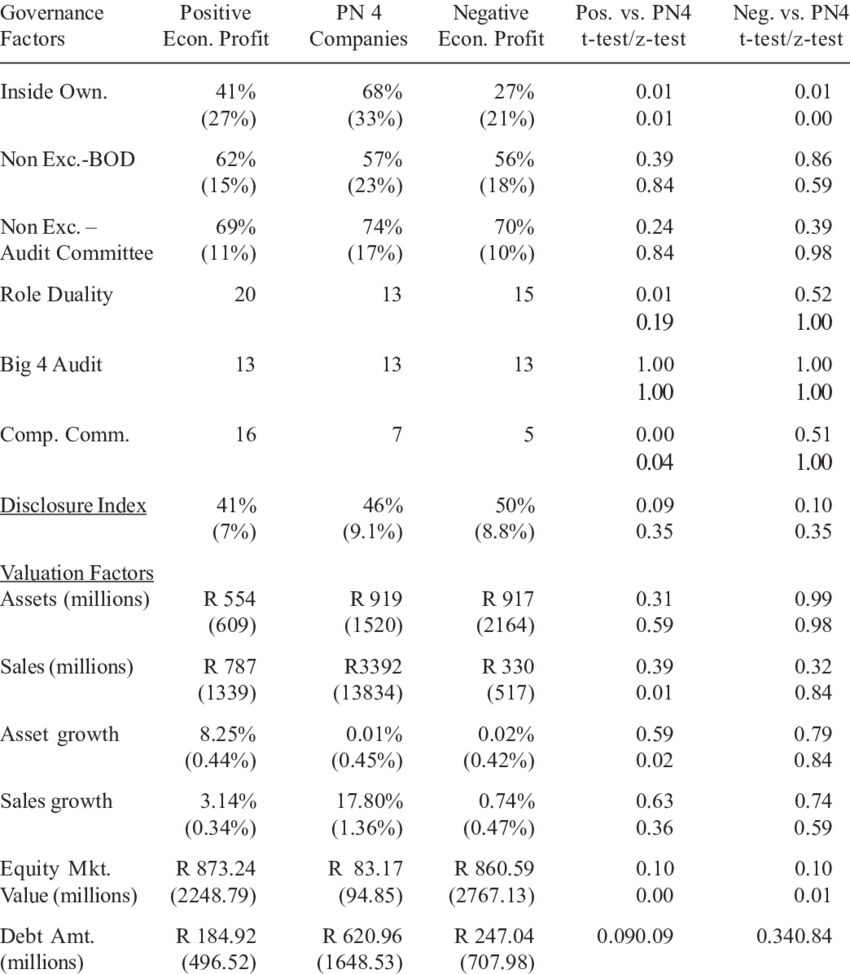 Governance Positive PN 4 Negative Pos. vs. PN4 Neg. vs. PN4
Factors Econ. Profit Companies Econ. Profit t-test/z-test t-test/z-test
Inside Own. 41% 68% 27% 0.01 0.01
(27%) (33%) (21%) 0.01 0.00
Non Exc.-BOD 62% 57% 56% 0.39 0.86
(15%) (23%) (18%) 0.84 0.59
Non Exc. – 69% 74% 70% 0.24 0.39
Audit Committee (11%) (17%) (10%) 0.84 0.98
Role Duality 20 13 15 0.01 0.52
0.19 1.00
Big 4 Audit 13 13 13 1.00 1.00
1.00 1.00
Comp. Comm. 16 7 5 0.00 0.51
0.04 1.00
Disclosure Index 41% 46% 50% 0.09 0.10
(7%) (9.1%) (8.8%) 0.35 0.35
Valuation Factors
Assets (millions) R 554 R 919 R 917 0.31 0.99
(609) (1520) (2164) 0.59 0.98
Sales (millions) R 787 R3392 R 330 0.39 0.32
(1339) (13834) (517) 0.01 0.84
Asset growth 8.25% 0.01% 0.02% 0.59 0.79
(0.44%) (0.45%) (0.42%) 0.02 0.84
Sales growth 3.14% 17.80% 0.74% 0.63 0.74
(0.34%) (1.36%) (0.47%) 0.36 0.59
Equity Mkt. R 873.24 R 83.17 R 860.59 0.10 0.10
Value (millions) (2248.79) (94.85) (2767.13) 0.00 0.01
Debt Amt. R 184.92 R 620.96 R 247.04 0.090.09 0.340.84
(millions) (496.52) (1648.53) (707.98)